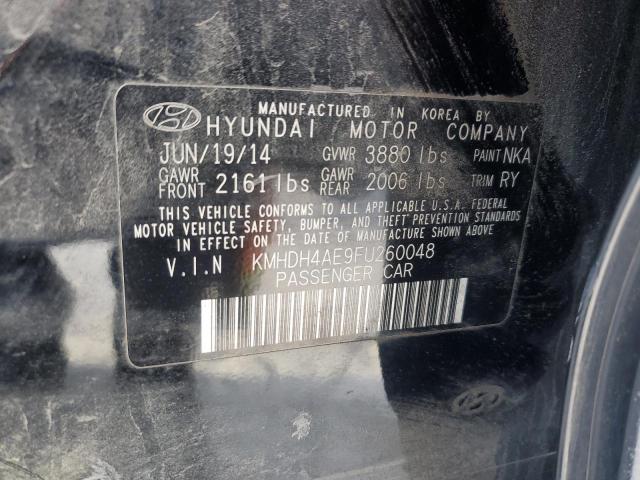 MANUFACTURED IN KOREA BY
HYUNDAI MOTOR COMPANY
JUN/19/14 GVWR 3880 lbs PAINT NKA
GAWR FRONT 2161 lbs GAWR REAR 2006 lbs TRIM RY
THIS VEHICLE CONFORMS TO ALL APPLICABLE U.S.A. FEDERAL
MOTOR VEHICLE SAFETY, BUMPER, AND THEFT PREVENTION STANDARDS
IN EFFECT ON THE DATE OF MANUFACTURE SHOWN ABOVE.
V.I.N KMHDH4AE9FU260048
PASSENGER CAR